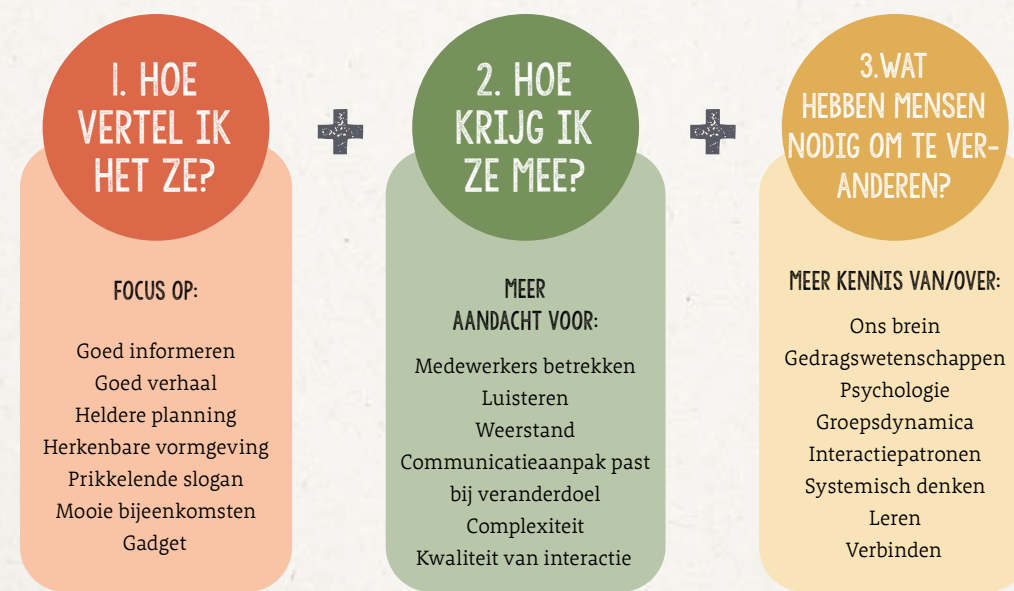 1. HOE
VERTEL IK
HET ZE?
FOCUS OP:
Goed informeren
Goed verhaal
Heldere planning
Herkenbare vormgeving
Prikkelende slogan
Mooie bijeenkomsten
Gadget
+
2. HOE
KRIJG IK
ZE MEE?
MEER
AANDACHT VOOR:
Medewerkers betrekken
Luisteren
Weerstand
Communicatieaanpak past
bij veranderdoel
Complexiteit
Kwaliteit van interactie
+
3.WAT
HEBBEN MENSEN
NODIG OM TE VER-
ANDEREN?
MEER KENNIS VAN/OVER:
Ons brein
Gedragswetenschappen
Psychologie
Groepsdynamica
Interactiepatronen
Systemisch denken
Leren
Verbinden